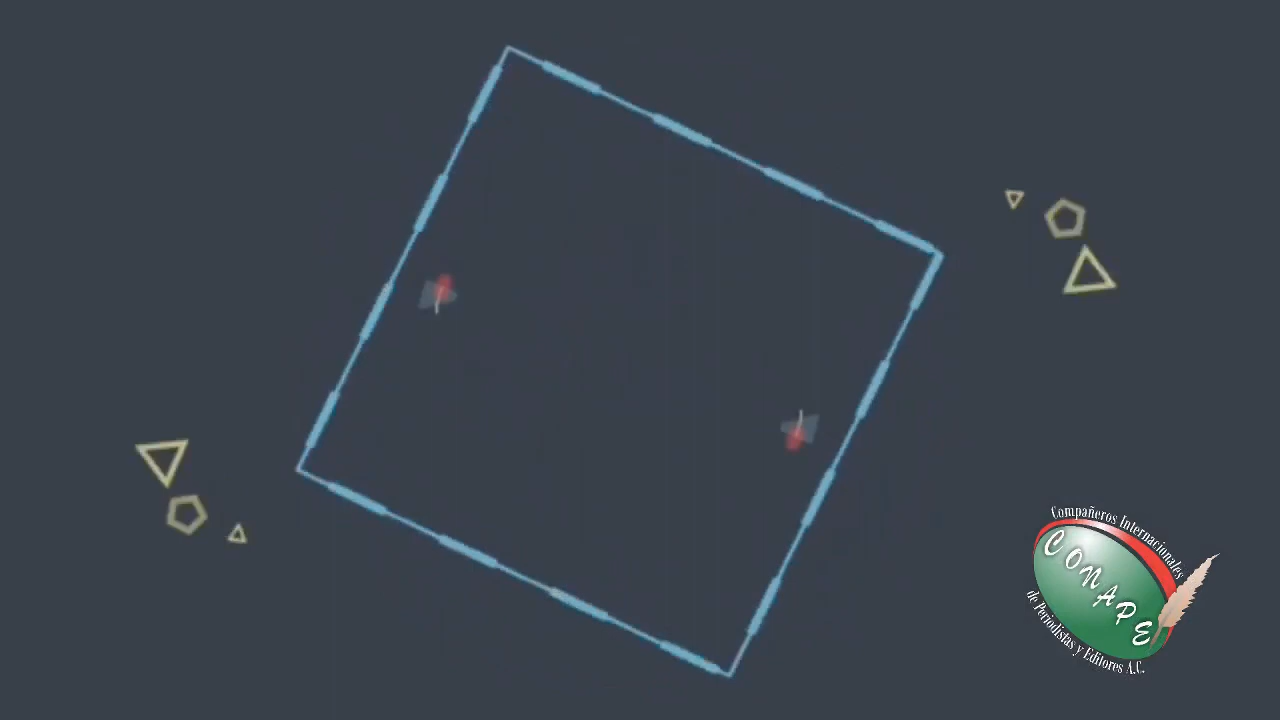 Compañeros Internacionales
CONAPE
de Periodistas y Editores A.C.